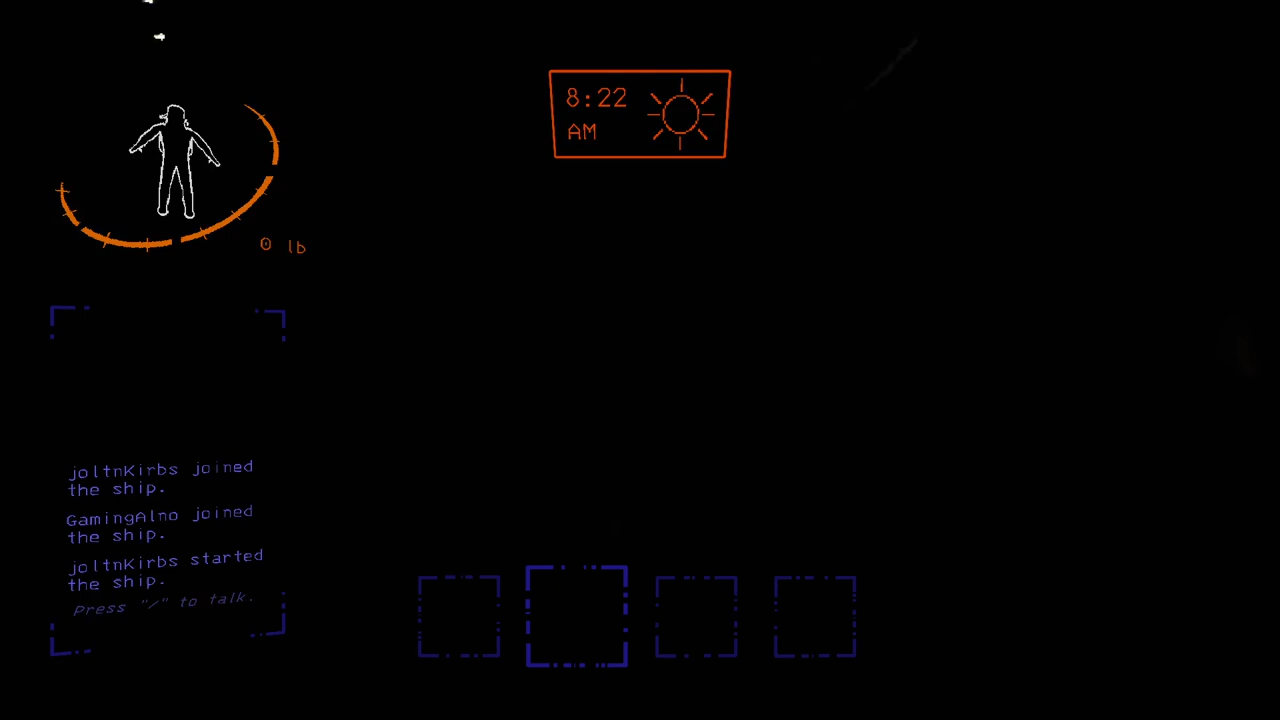 8:22
AM
0 lb
joltnKirbs joined
the ship.
GamingAlno joined
the ship.
joltnKirbs started
the ship.
Press "/" to talk.